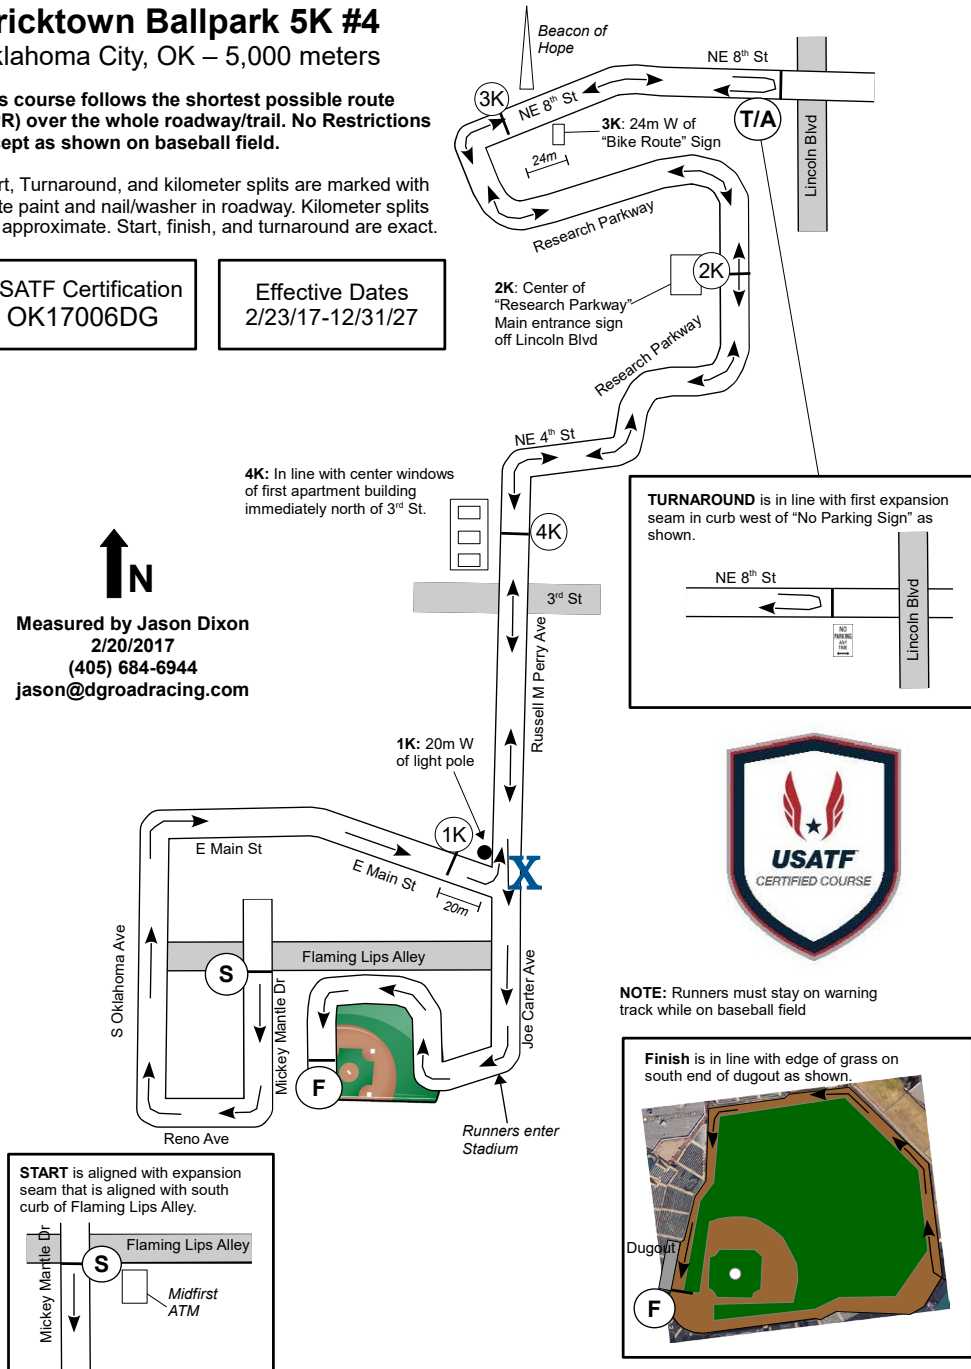 ricktown Ballpark 5K #4
klahoma City, OK – 5,000 meters
s course follows the shortest possible route
R) over the whole roadway/trail. No Restrictions
ept as shown on baseball field.
rt, Turnaround, and kilometer splits are marked with
te paint and nail/washer in roadway. Kilometer splits
approximate. Start, finish, and turnaround are exact.
SATF Certification
OK17006DG
Effective Dates
2/23/17-12/31/27
Beacon of
Hope
NE 8th St
3K
NE 8th St
3K: 24m W of
"Bike Route" Sign
24m
T/A
Lincoln Blvd
Research Parkway
2K
2K: Center of
"Research Parkway"
Main entrance sign
off Lincoln Blvd
Research Parkway
NE 4th St
4K: In line with center windows
of first apartment building
immediately north of 3rd St.
4K
3rd St
N
Measured by Jason Dixon
2/20/2017
(405) 684-6944
jason@dgroadracing.com
TURNAROUND is in line with first expansion
seam in curb west of "No Parking Sign" as
shown.
NE 8th St
Lincoln Blvd
NO
PARKING
ANY
TIME
Russell M Perry Ave
1K: 20m W
of light pole
1K
E Main St
E Main St
20m
X
USATF
CERTIFIED COURSE
S Oklahoma Ave
Flaming Lips Alley
S
Mickey Mantle Dr
Joe Carter Ave
F
Reno Ave
Runners enter
Stadium
NOTE: Runners must stay on warning
track while on baseball field
Finish is in line with edge of grass on
south end of dugout as shown.
Dugout
F
START is aligned with expansion
seam that is aligned with south
curb of Flaming Lips Alley.
Mickey Mantle Dr
Flaming Lips Alley
S
Midfirst
ATM